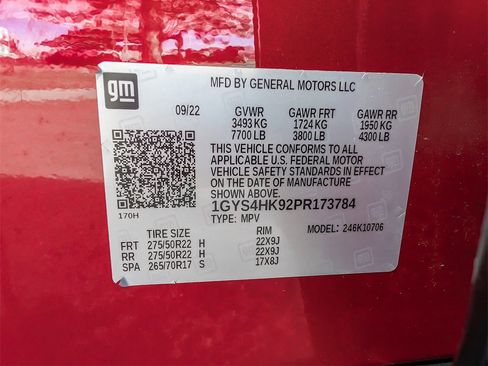 gm
MFD BY GENERAL MOTORS LLC
09/22 GVWR GAWR FRT GAWR RR
3493 KG 1724 KG 1950 KG
7700 LB 3800 LB 4300 LB
THIS VEHICLE CONFORMS TO ALL
APPLICABLE U.S. FEDERAL MOTOR
VEHICLE SAFETY STANDARDS IN EFFECT
ON THE DATE OF MANUFACTURE
SHOWN ABOVE.
1GYS4HK92PR173784
170H TYPE: MPV MODEL: 246K10706
TIRE SIZE RIM
FRT 275/50R22 H 22X9J
RR 275/50R22 H 22X9J
SPA 265/70R17 S 17X8J